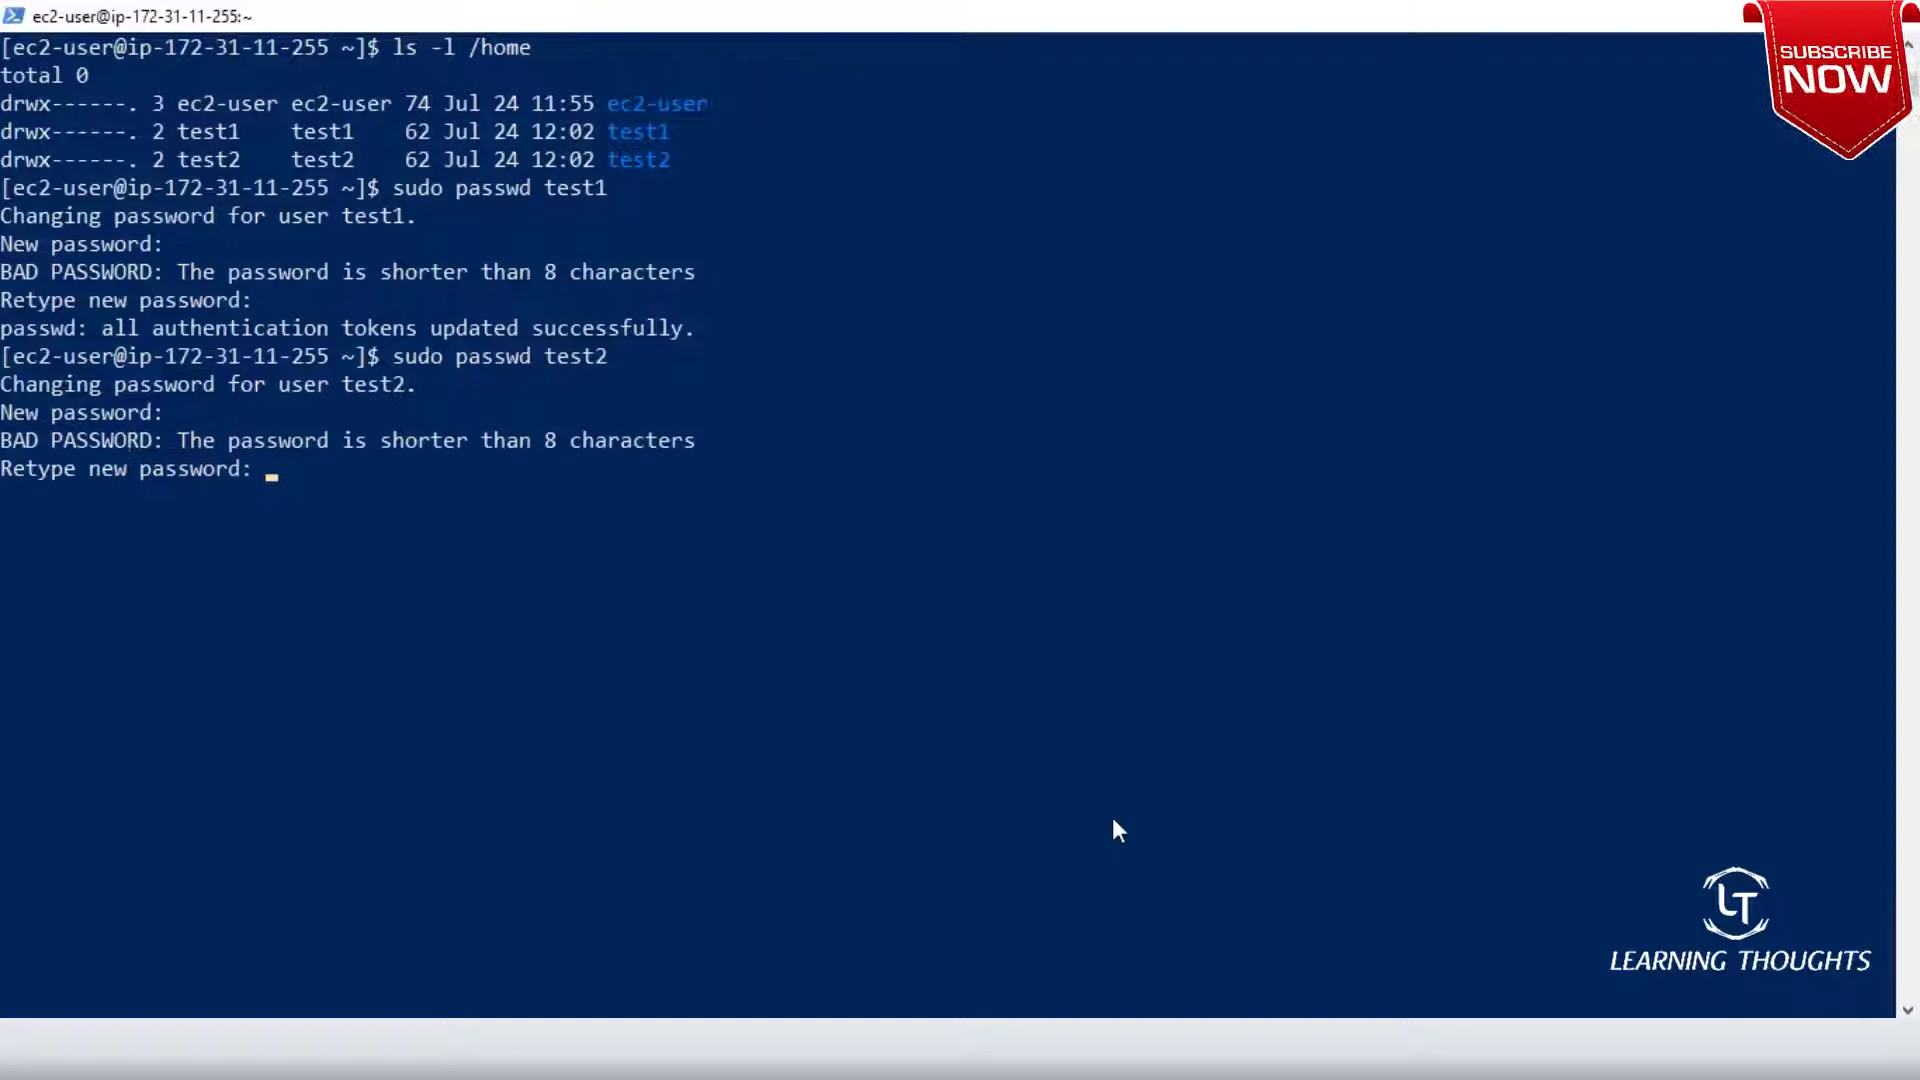 ec2-user@ip-172-31-11-255:~
[ec2-user@ip-172-31-11-255 ~]$ ls -l /home
total 0
drwx------. 3 ec2-user ec2-user 74 Jul 24 11:55 ec2-user
drwx------. 2 test1    test1    62 Jul 24 12:02 test1
drwx------. 2 test2    test2    62 Jul 24 12:02 test2
[ec2-user@ip-172-31-11-255 ~]$ sudo passwd test1
Changing password for user test1.
New password:
BAD PASSWORD: The password is shorter than 8 characters
Retype new password:
passwd: all authentication tokens updated successfully.
[ec2-user@ip-172-31-11-255 ~]$ sudo passwd test2
Changing password for user test2.
New password:
BAD PASSWORD: The password is shorter than 8 characters
Retype new password:
SUBSCRIBE
NOW
LT
LEARNING THOUGHTS